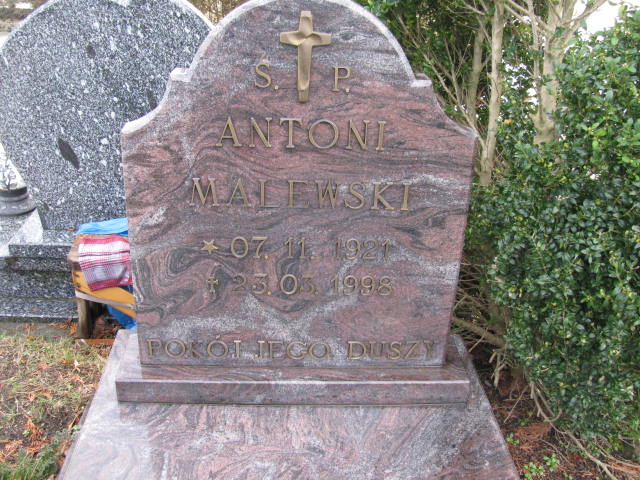 Ś. P.
ANTONI
MALEWSKI
07. 11. 1921
23. 03. 1998
POKÓJ JEGO DUSZY